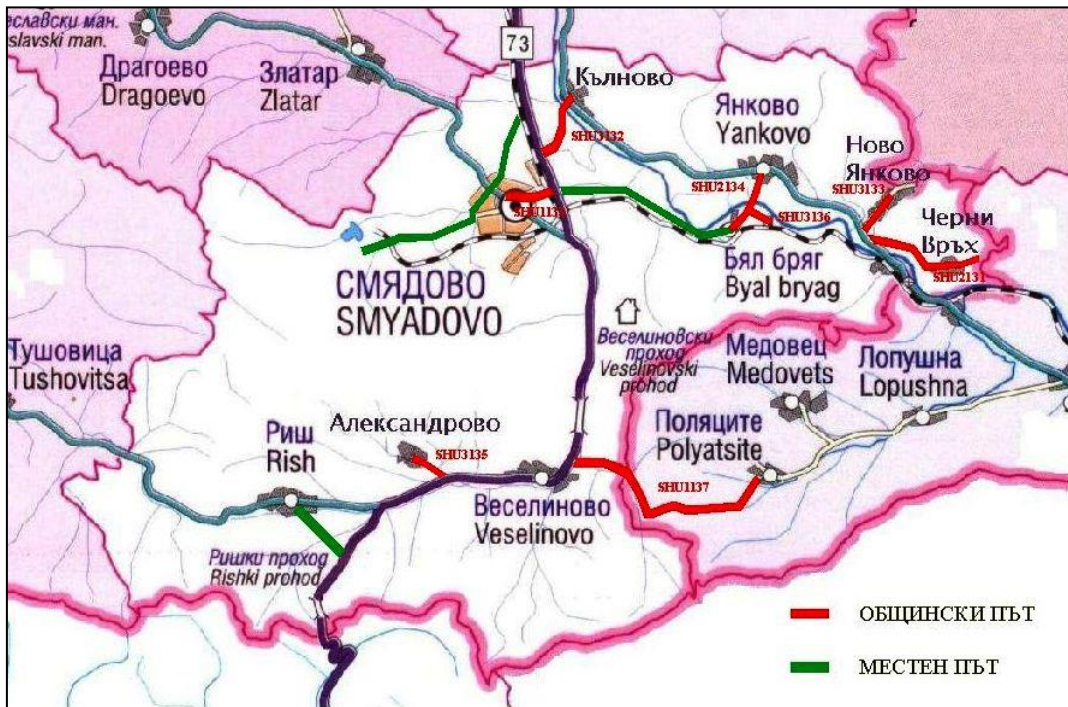 еславски ман.
slavski man.
Драгоево
Dragoevo
Златар
Zlatar
73
Кълново
SHU3132
Янково
Yankovo
Ново
Янково
SHU3133
SHU2134
SHU3136
Черни
Връх
SHU2131
Бял бряг
Byal bryag
СМЯДОВО
SMYADOVO
Веселиновски
проход
Veselinovski
prohod
Медовец
Medovets
Лопушна
Lopushna
Тушовица
Tushovitsa
Александрово
SHU3135
Риш
Rish
Поляците
Polyatsite
SHU1137
Веселиново
Veselinovo
Ришки проход
Rishki prohod
ОБЩИНСКИ ПЪТ
МЕСТЕН ПЪТ